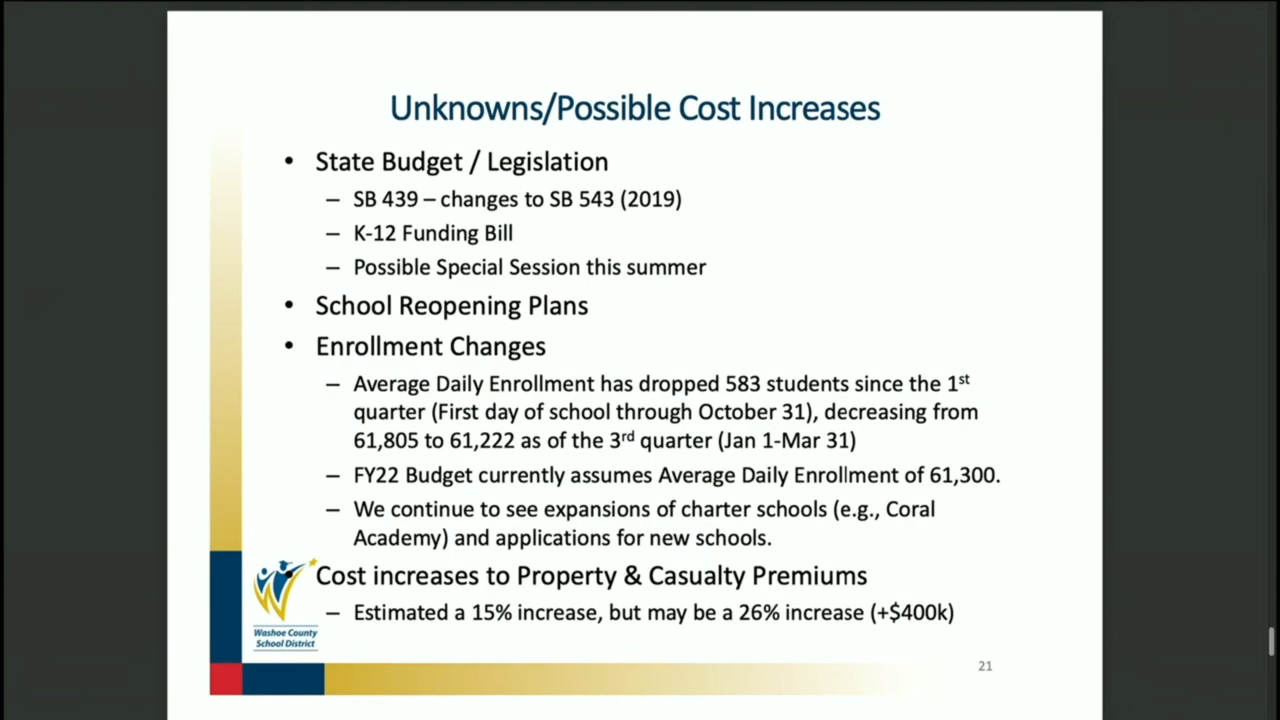 Unknowns/Possible Cost Increases
• State Budget / Legislation
– SB 439 – changes to SB 543 (2019)
– K-12 Funding Bill
– Possible Special Session this summer
• School Reopening Plans
• Enrollment Changes
– Average Daily Enrollment has dropped 583 students since the 1st
quarter (First day of school through October 31), decreasing from
61,805 to 61,222 as of the 3rd quarter (Jan 1-Mar 31)
– FY22 Budget currently assumes Average Daily Enrollment of 61,300.
– We continue to see expansions of charter schools (e.g., Coral
Academy) and applications for new schools.
• Cost increases to Property & Casualty Premiums
– Estimated a 15% increase, but may be a 26% increase (+$400k)
Washoe County
School District
21